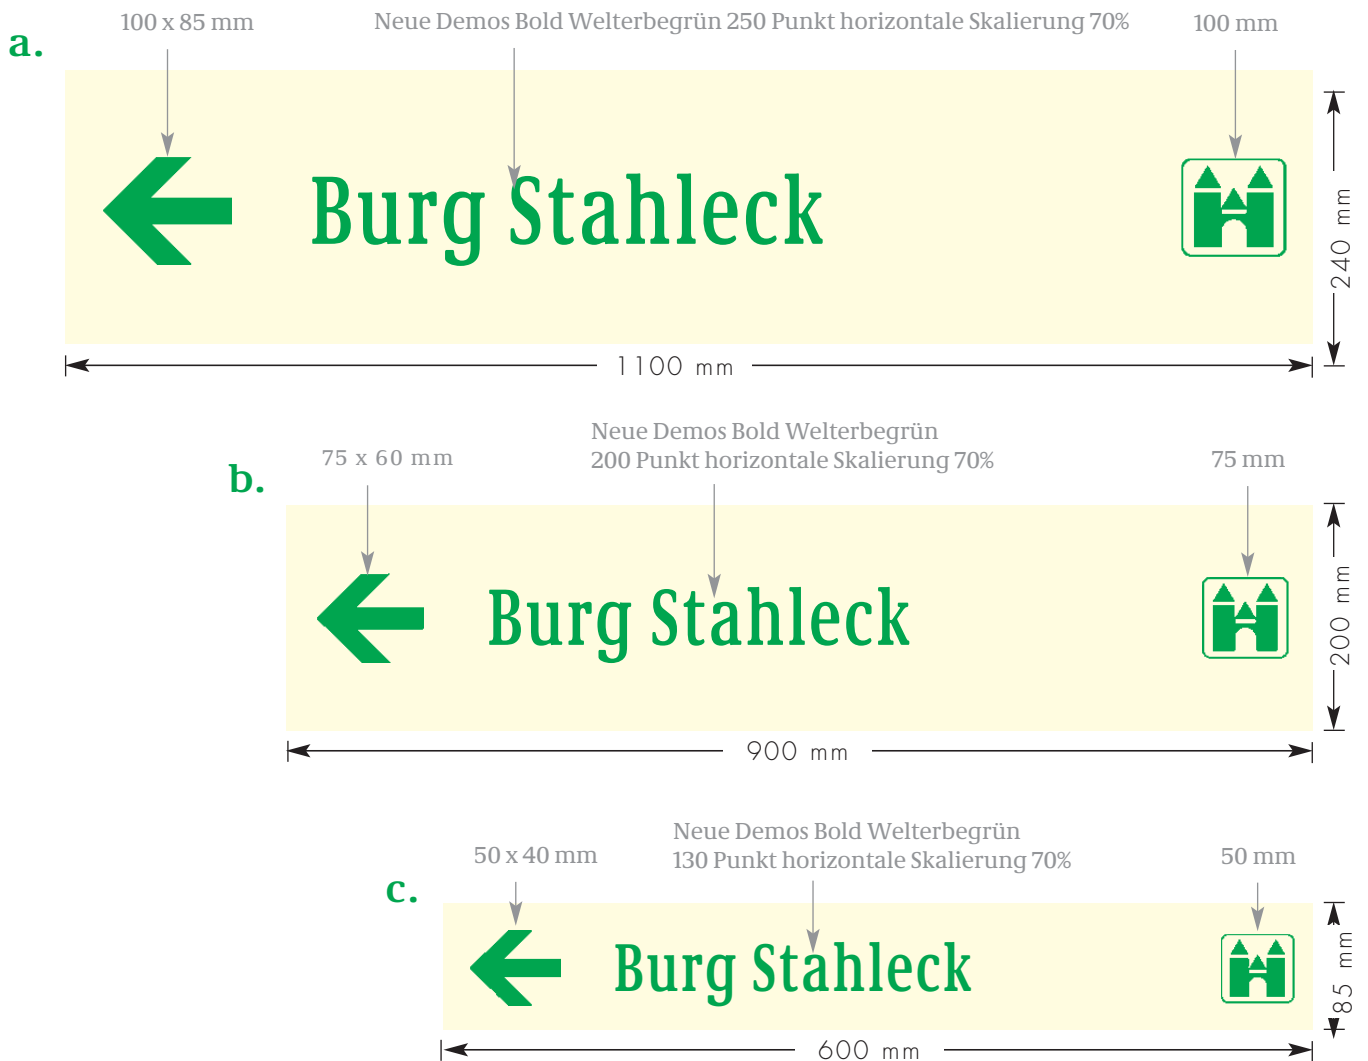 a.
100 x 85 mm
Neue Demos Bold Welterbegrün 250 Punkt horizontale Skalierung 70%
100 mm
Burg Stahleck
240 mm
1100 mm
b.
75 x 60 mm
Neue Demos Bold Welterbegrün
200 Punkt horizontale Skalierung 70%
75 mm
Burg Stahleck
200 mm
900 mm
c.
50 x 40 mm
Neue Demos Bold Welterbegrün
130 Punkt horizontale Skalierung 70%
50 mm
Burg Stahleck
85 mm
600 mm